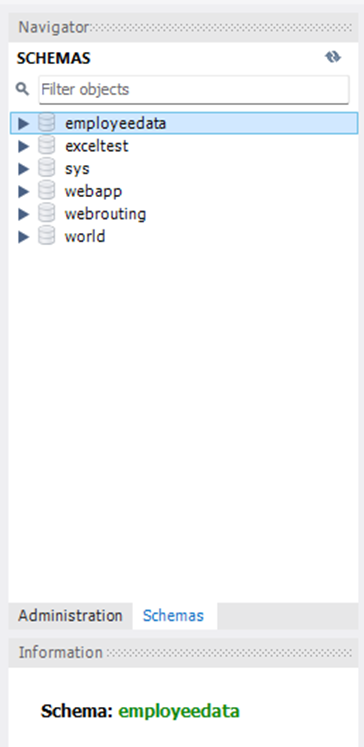 Navigator
SCHEMAS
Filter objects
employeedata
exceltest
sys
webapp
webrouting
world
Administration Schemas
Information
Schema: employeedata